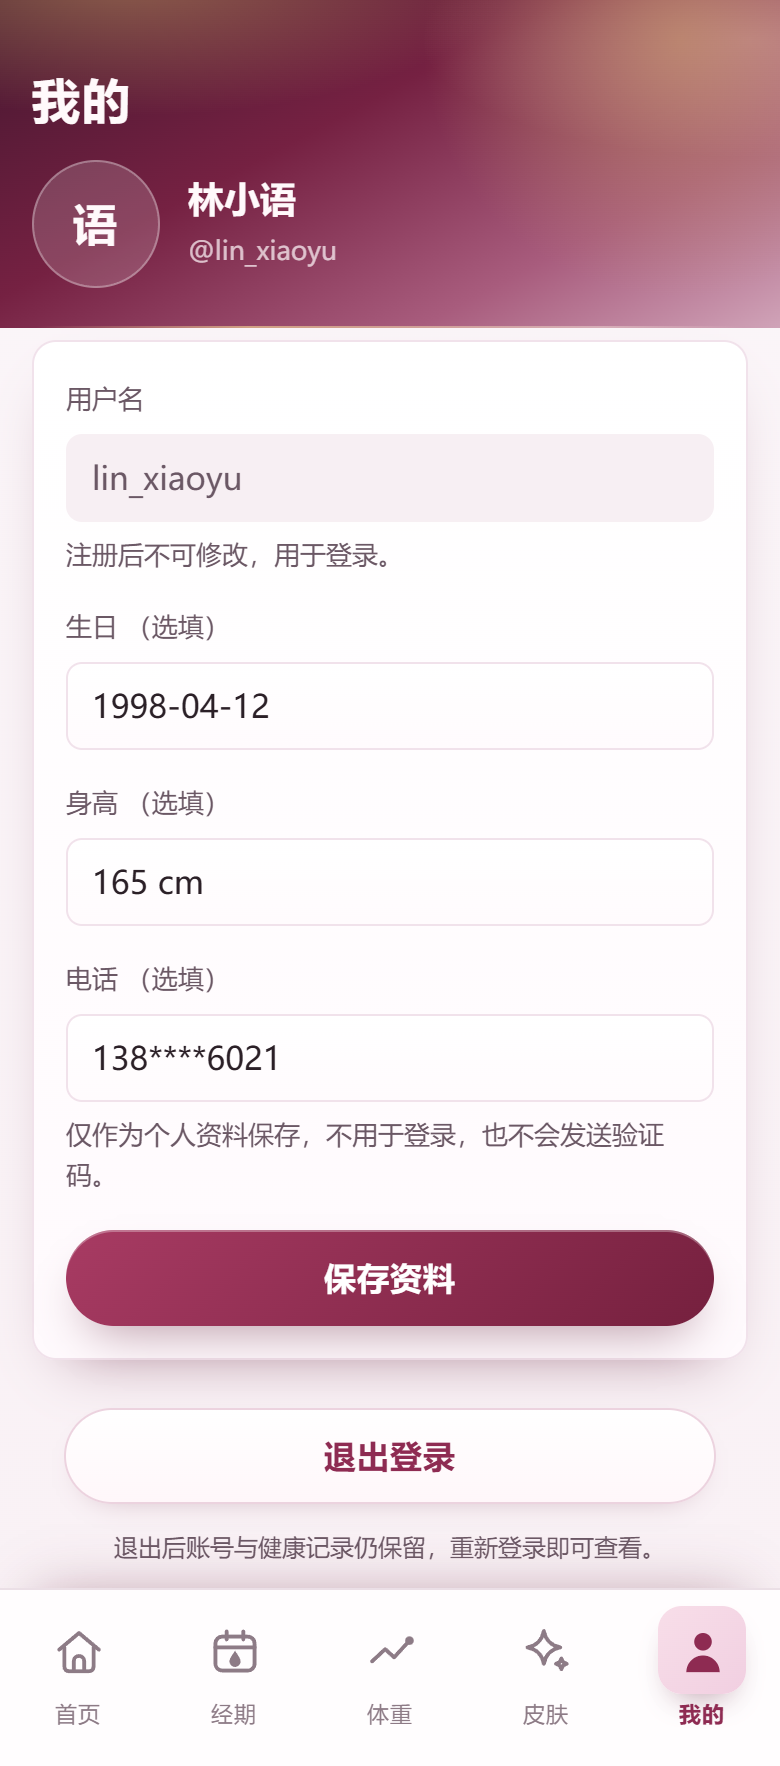 我的
语
林小语
@lin_xiaoyu
用户名
lin_xiaoyu
注册后不可修改，用于登录。
生日 （选填）
1998-04-12
身高 （选填）
165 cm
电话 （选填）
138****6021
仅作为个人资料保存，不用于登录，也不会发送验证
码。
保存资料
退出登录
退出后账号与健康记录仍保留，重新登录即可查看。
首页
经期
体重
皮肤
我的